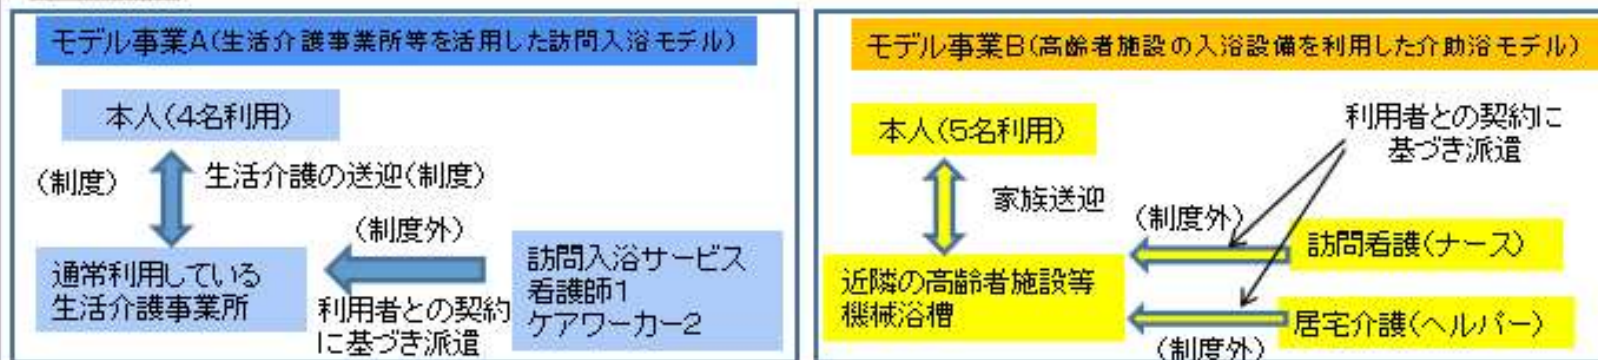 モデル事業A(生活介護事業所等を活用した訪問入浴モデル)
本人(4名利用)
(制度)
生活介護の送迎(制度)
(制度外)
通常利用している
生活介護事業所
利用者との契約
に基づき派遣
訪問入浴サービス
看護師1
ケアワーカー2
モデル事業B(高齢者施設の入浴設備を利用した介助浴モデル)
本人(5名利用)
利用者との契約に
基づき派遣
家族送迎
(制度外)
訪問看護(ナース)
近隣の高齢者施設等
機械浴槽
居宅介護(ヘルパー)
(制度外)